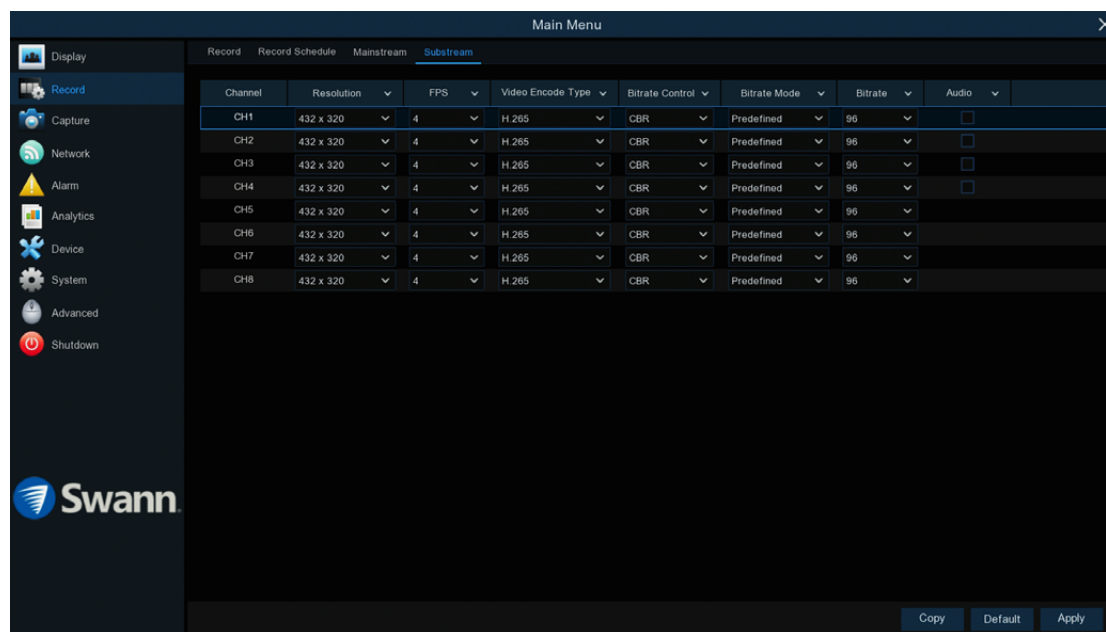 Main Menu
Display
Record
Capture
Network
Alarm
Analytics
Device
System
Advanced
Shutdown
Swann
Record Record Schedule Mainstream Substream
Channel Resolution FPS Video Encode Type Bitrate Control Bitrate Mode Bitrate Audio
CH1 432 x 320 4 H.265 CBR Predefined 96
CH2 432 x 320 4 H.265 CBR Predefined 96
CH3 432 x 320 4 H.265 CBR Predefined 96
CH4 432 x 320 4 H.265 CBR Predefined 96
CH5 432 x 320 4 H.265 CBR Predefined 96
CH6 432 x 320 4 H.265 CBR Predefined 96
CH7 432 x 320 4 H.265 CBR Predefined 96
CH8 432 x 320 4 H.265 CBR Predefined 96
Copy Default Apply